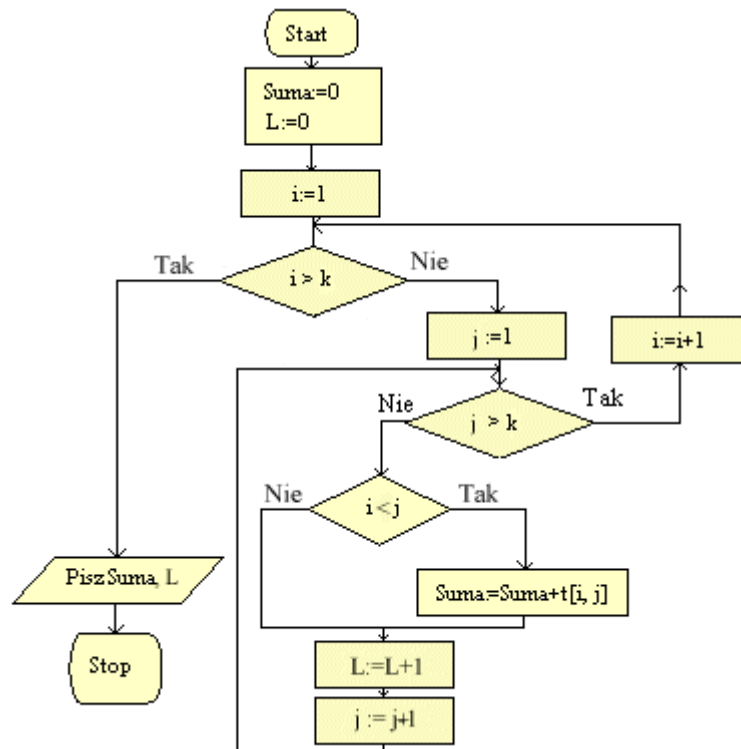 Start
Suma:=0
L:=0
i:=1
Tak
i > k
Nie
j :=1
i:=i+1
Nie
j > k
Tak
Nie
i < j
Tak
Pisz Suma, L
Suma:=Suma+t[i, j]
Stop
L:=L+1
j := j+1